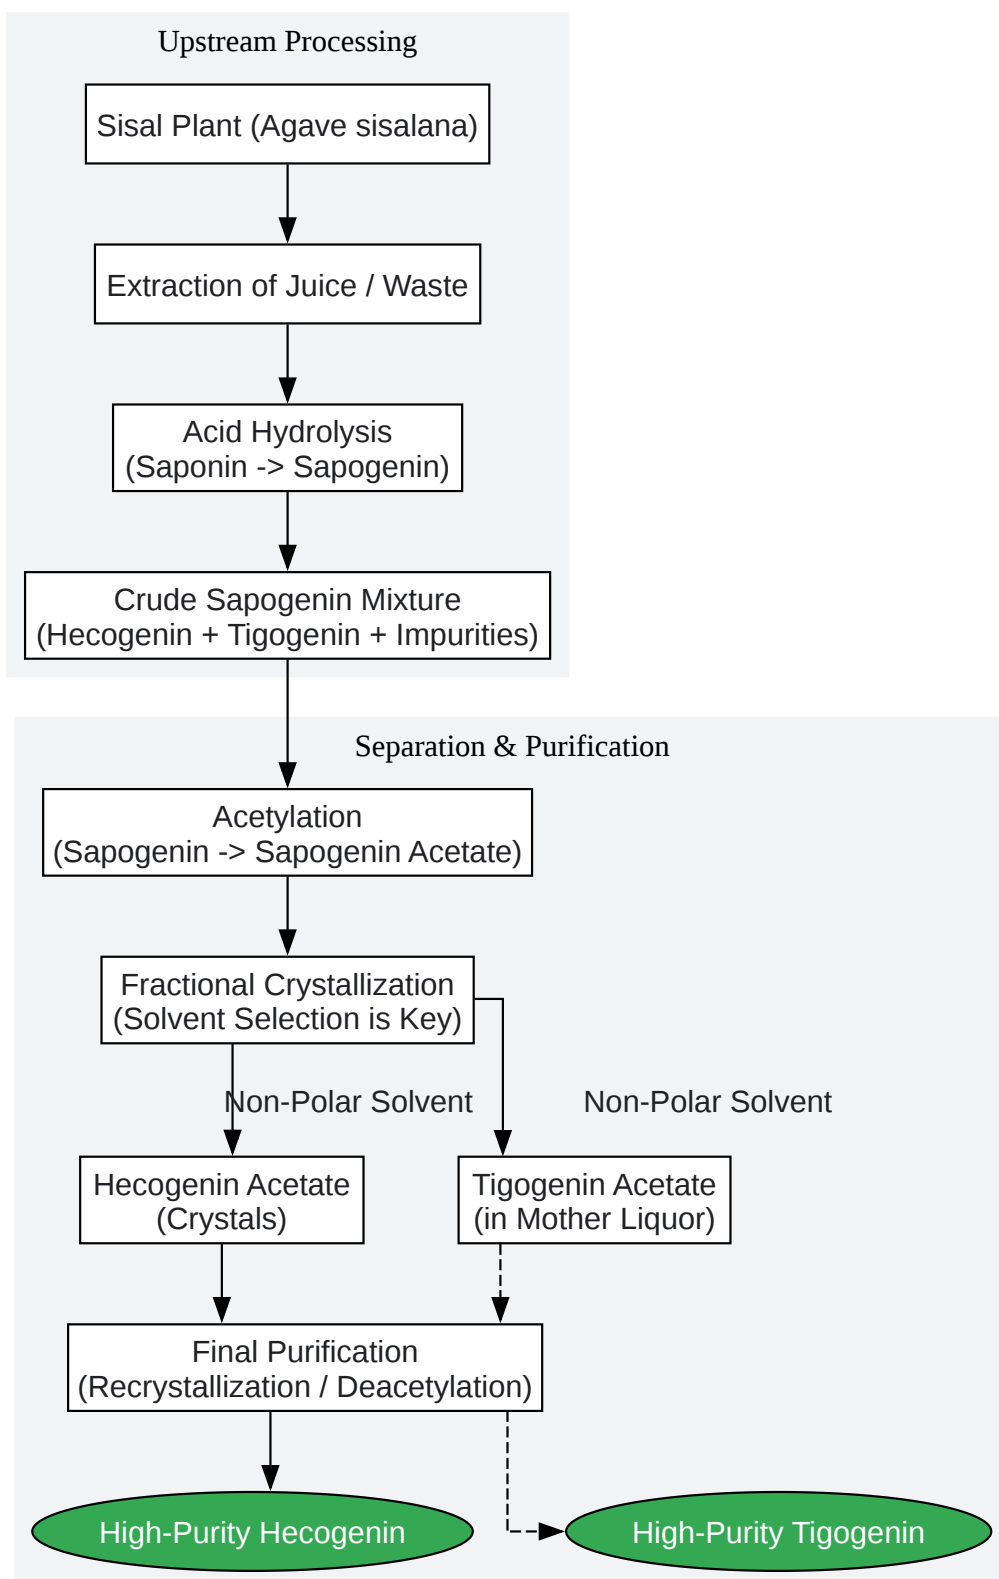 Upstream Processing
Sisal Plant (Agave sisalana)
Extraction of Juice / Waste
Acid Hydrolysis
(Saponin -> Sapogenin)
Crude Sapogenin Mixture
(Hecogenin + Tigogenin + Impurities)
Separation & Purification
Acetylation
(Sapogenin -> Sapogenin Acetate)
Fractional Crystallization
(Solvent Selection is Key)
Non-Polar Solvent
Non-Polar Solvent
Hecogenin Acetate
(Crystals)
Tigogenin Acetate
(in Mother Liquor)
Final Purification
(Recrystallization / Deacetylation)
High-Purity Hecogenin
High-Purity Tigogenin